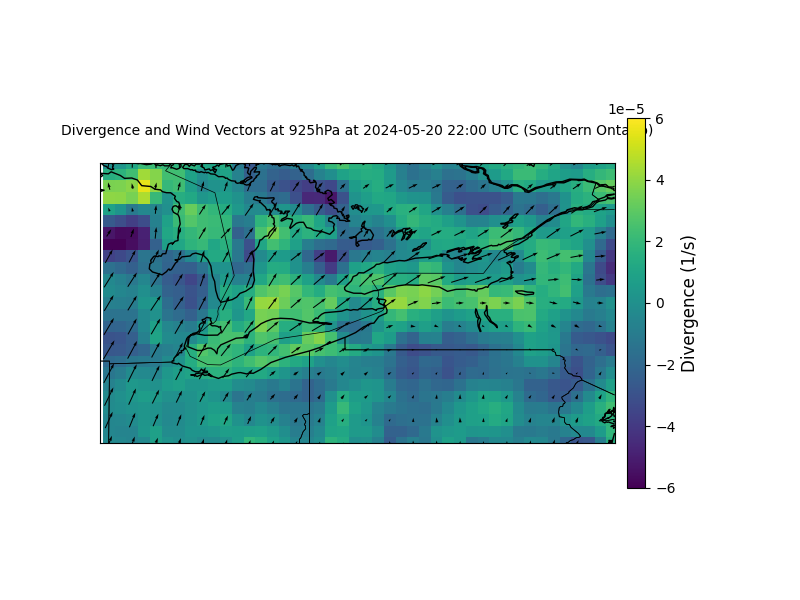 1e−5
Divergence and Wind Vectors at 925hPa at 2024-05-20 22:00 UTC (Southern Ontario)
6
4
2
0
−2
−4
−6
Divergence (1/s)